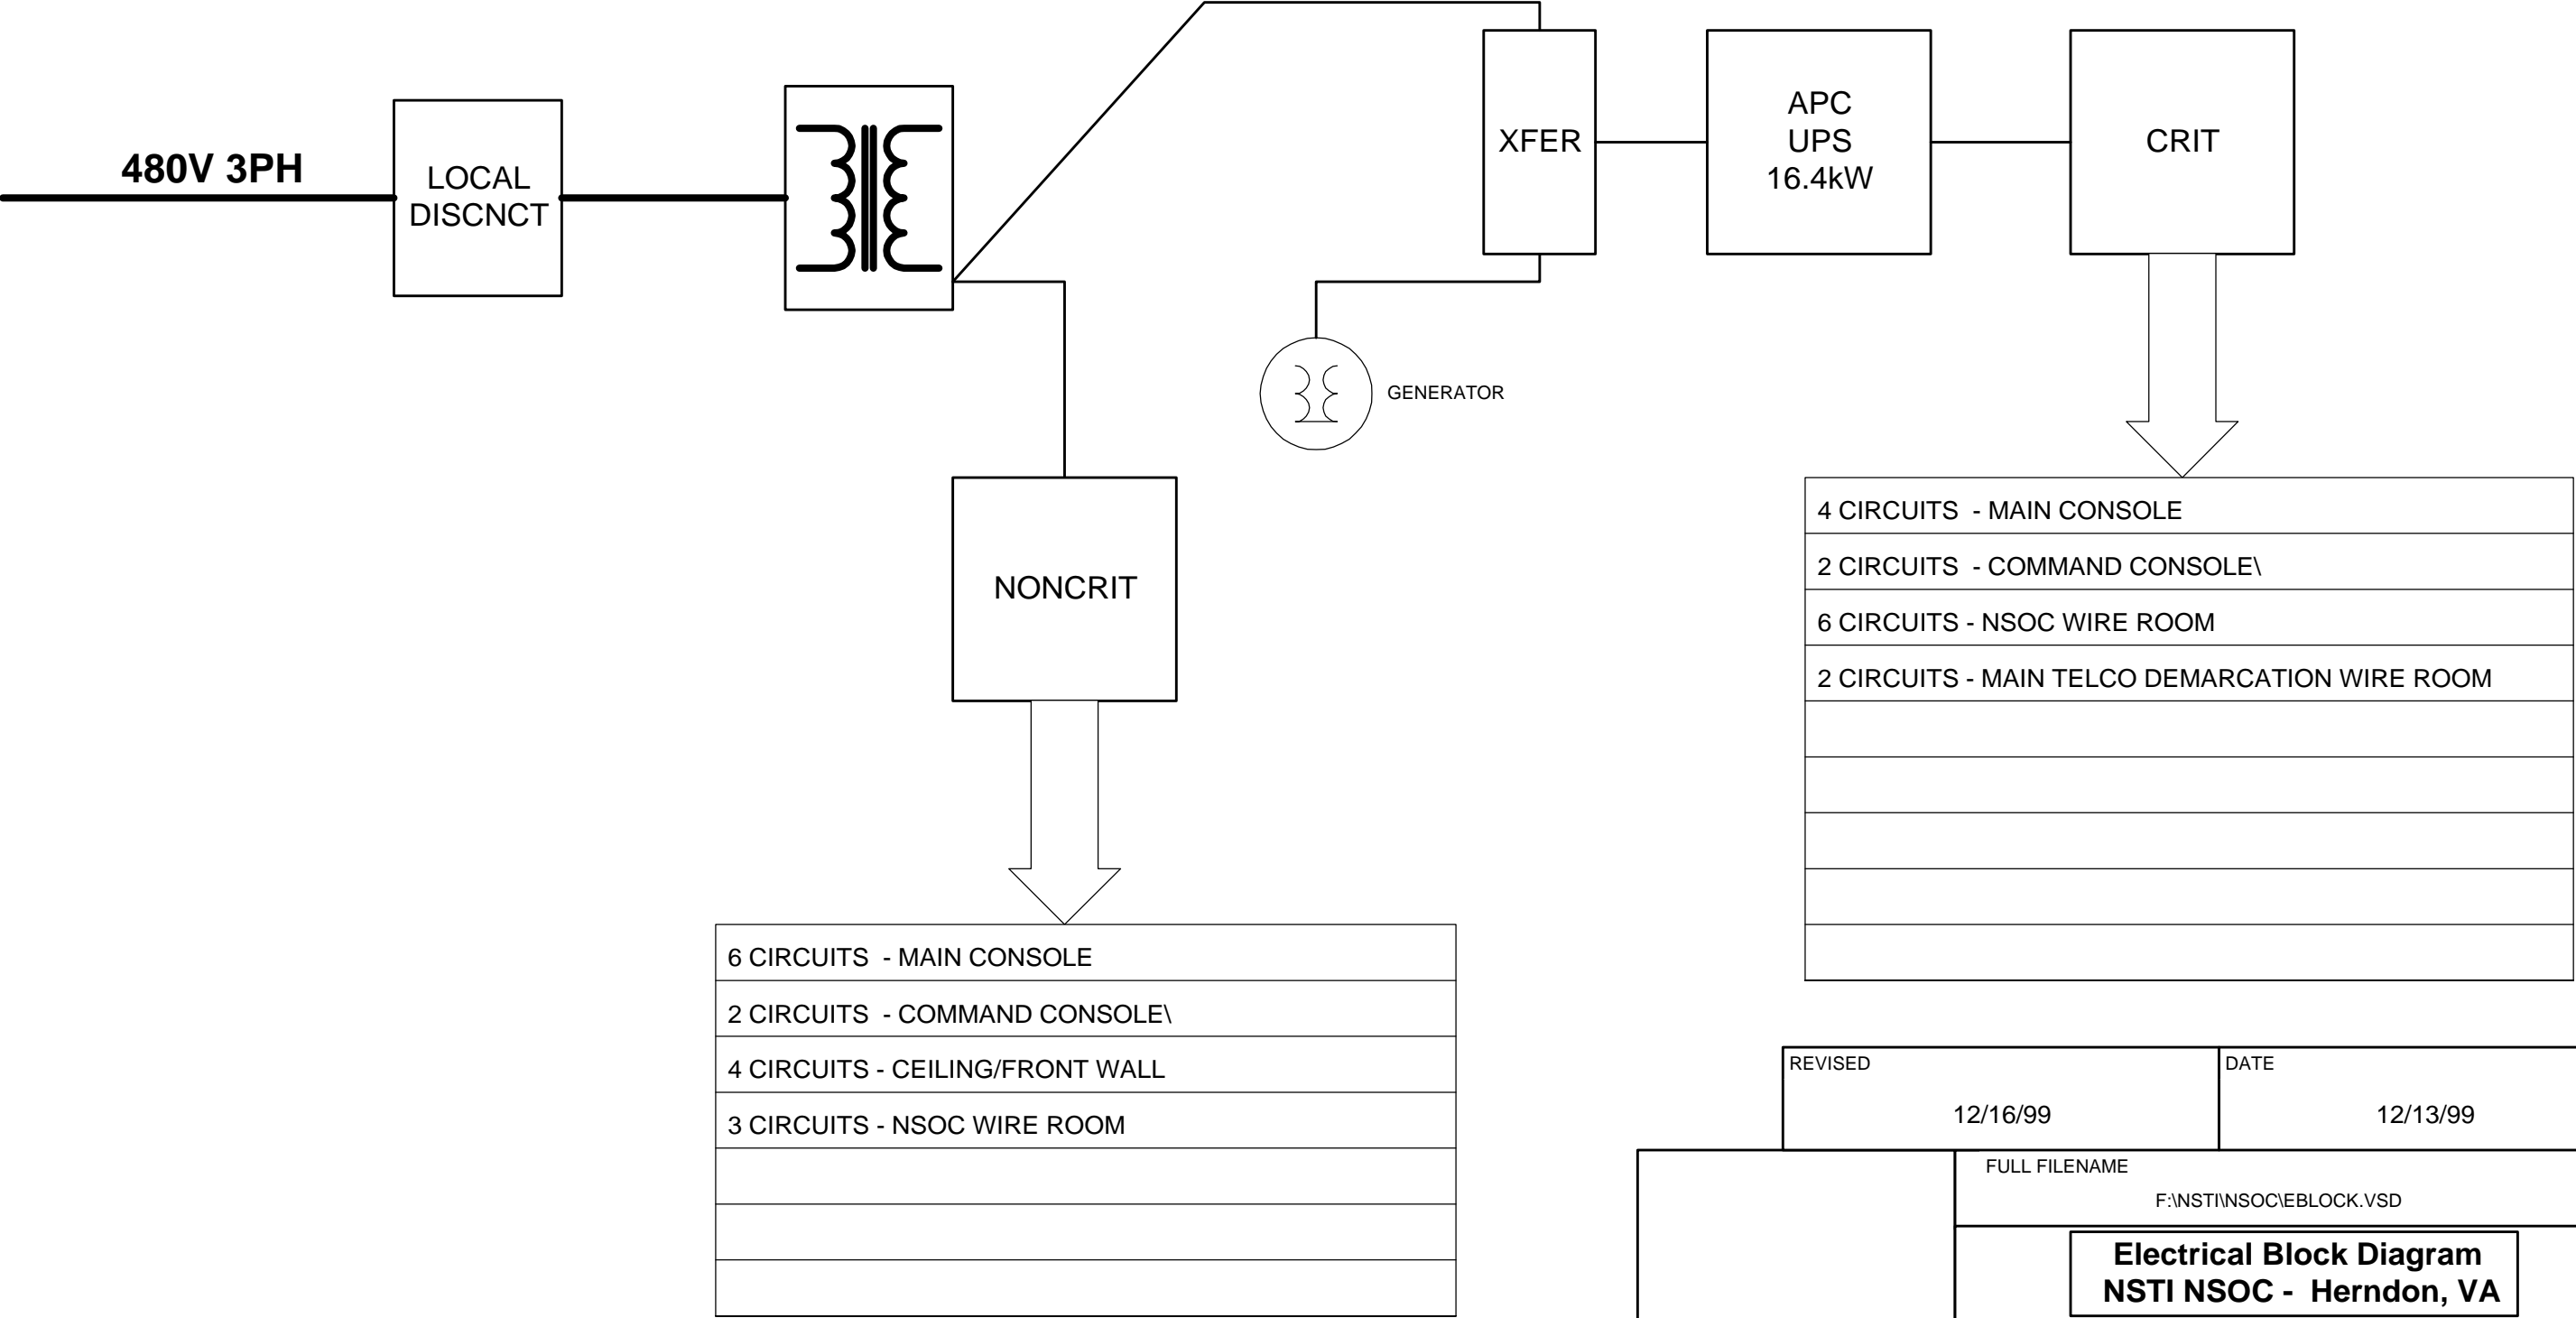 480V 3PH
LOCAL
DISCNCT
XFER
APC
UPS
16.4kW
CRIT
GENERATOR
NONCRIT
4 CIRCUITS  - MAIN CONSOLE
2 CIRCUITS  - COMMAND CONSOLE\
6 CIRCUITS - NSOC WIRE ROOM
2 CIRCUITS - MAIN TELCO DEMARCATION WIRE ROOM
6 CIRCUITS  - MAIN CONSOLE
2 CIRCUITS  - COMMAND CONSOLE\
4 CIRCUITS - CEILING/FRONT WALL
3 CIRCUITS - NSOC WIRE ROOM
REVISED
12/16/99
DATE
12/13/99
FULL FILENAME
F:\NSTI\NSOC\EBLOCK.VSD
Electrical Block Diagram
NSTI NSOC -  Herndon, VA